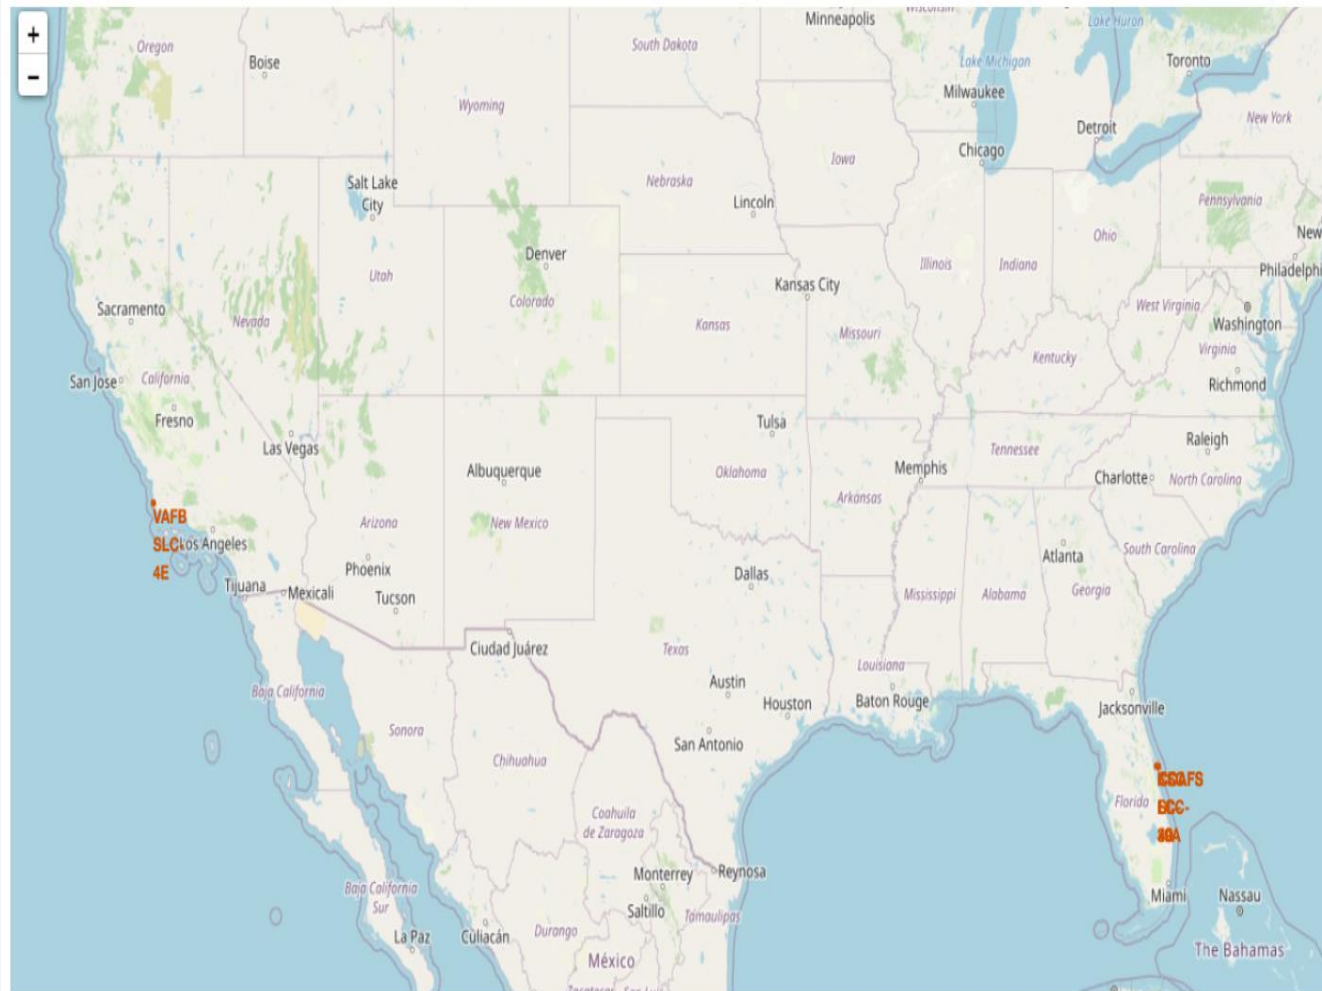 +
−
Oregon
Boise
South Dakota
Minneapolis
Wisconsin
Lake Huron
Lake Michigan
Toronto
Wyoming
Milwaukee
New York
Detroit
Iowa
Chicago
Salt Lake
City
Nebraska
Lincoln
Pennsylvania
Ohio
New
Denver
Utah
Illinois
Indiana
Philadelphi
Kansas City
Colorado
Sacramento
Nevada
Kansas
Missouri
West Virginia
Washington
Virginia
Kentucky
San Jose
California
Richmond
Fresno
Las Vegas
Tulsa
Raleigh
Albuquerque
Oklahoma
Memphis
Tennessee
Charlotte
North Carolina
Arkansas
VAFB
SLC-
4E
Los Angeles
Arizona
New Mexico
South Carolina
Atlanta
Phoenix
Dallas
Tijuana
Mexicali
Tucson
Mississippi
Alabama
Georgia
Ciudad Juárez
Texas
Louisiana
Austin
Baja California
Houston
Baton Rouge
Jacksonville
Sonora
San Antonio
Chihuahua
Florida
Coahuila
de Zaragoza
Monterrey
Reynosa
Baja California
Sur
Saltillo
Tamaulipas
Miami
Nassau
La Paz
Culiacán
Durango
México
The Bahamas